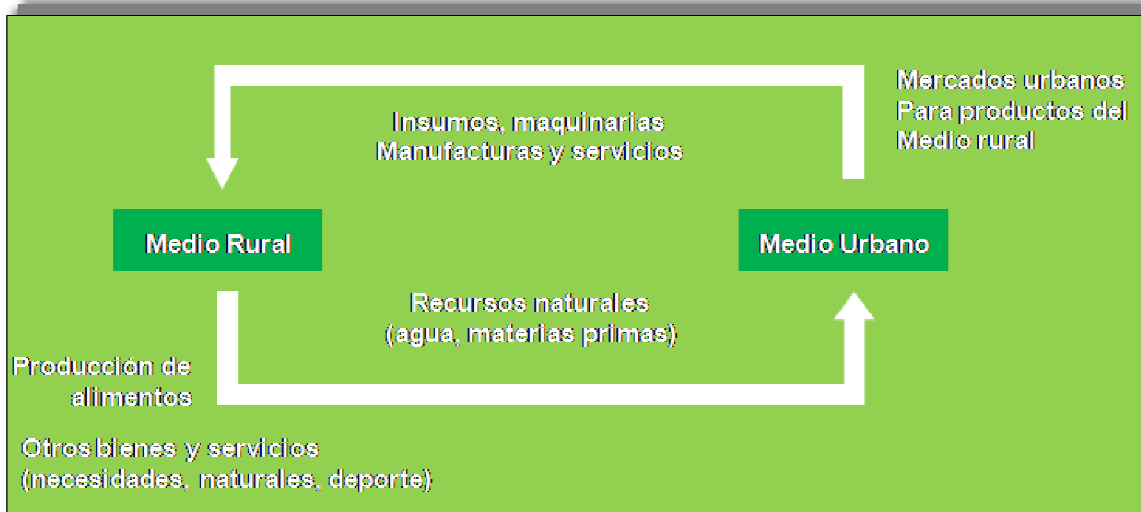 Mercados urbanos
Para productos del
Medio rural
Insumos, maquinarias
Manufacturas y servicios
Medio Rural
Medio Urbano
Recursos naturales
(agua, materias primas)
Producción de
alimentos
Otros bienes y servicios
(necesidades, naturales, deporte)